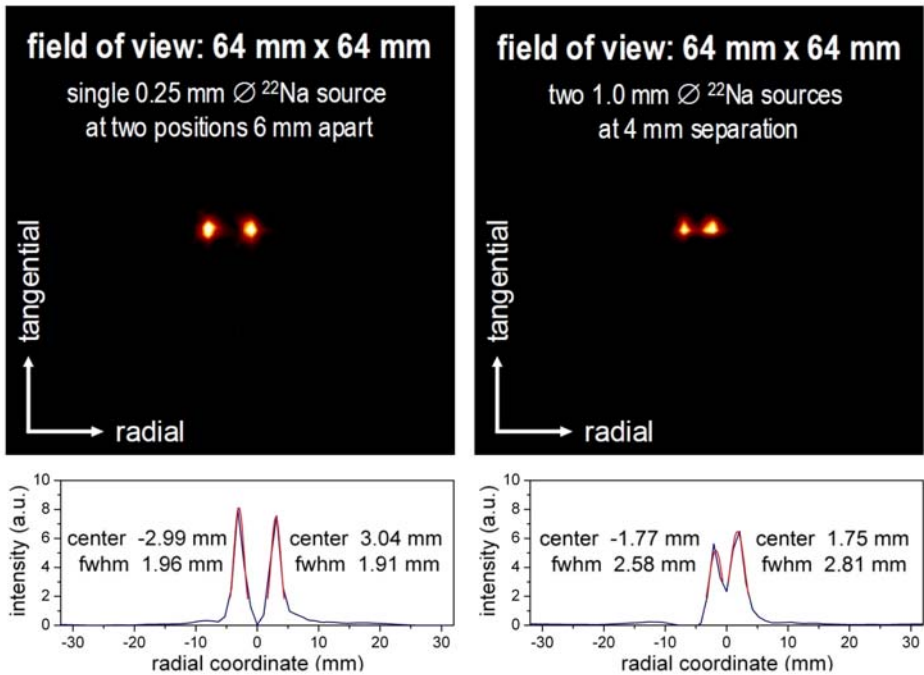 field of view: 64 mm x 64 mm
single 0.25 mm ∅ ²²Na source
at two positions 6 mm apart
tangential
radial
field of view: 64 mm x 64 mm
two 1.0 mm ∅ ²²Na sources
at 4 mm separation
tangential
radial
intensity (a.u.)
10
8
6
4
2
0
center -2.99 mm
fwhm 1.96 mm
center 3.04 mm
fwhm 1.91 mm
-30 -20 -10 0 10 20 30
radial coordinate (mm)
intensity (a.u.)
10
8
6
4
2
0
center -1.77 mm
fwhm 2.58 mm
center 1.75 mm
fwhm 2.81 mm
-30 -20 -10 0 10 20 30
radial coordinate (mm)